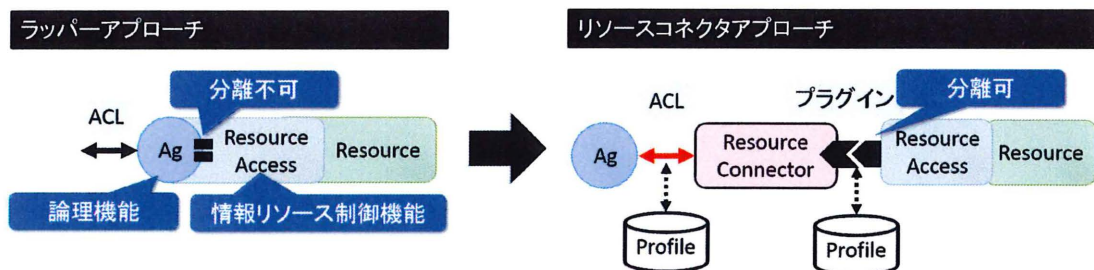 ラッパーアプローチ
分離不可
ACL
Ag
Resource
Access
Resource
論理機能
情報リソース制御機能
リソースコネクタアプローチ
ACL
プラグイン
分離可
Ag
Resource
Connector
Resource
Access
Resource
Profile
Profile